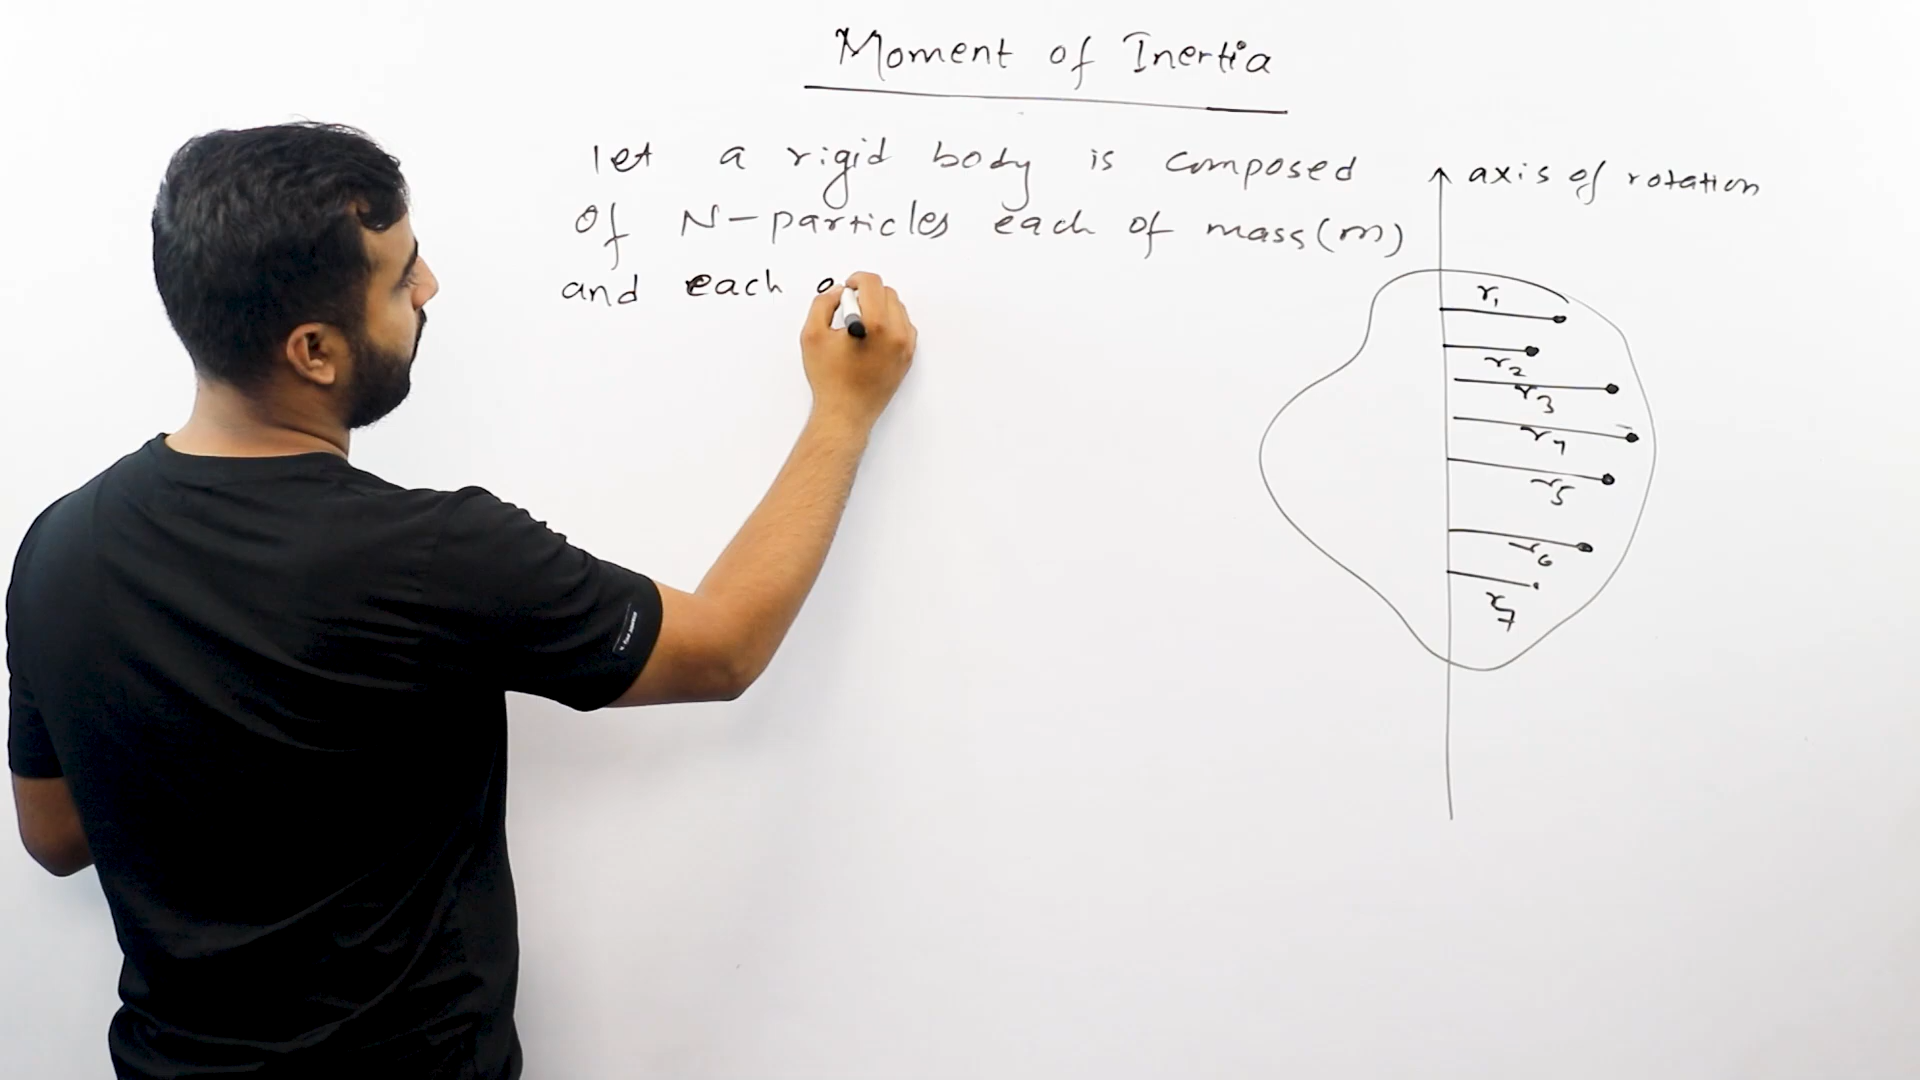 Moment of Inertia
let a rigid body is composed
of N-particles each of mass(m)
and each
axis of rotation
r1
r2
r3
r4
r5
r6
r7